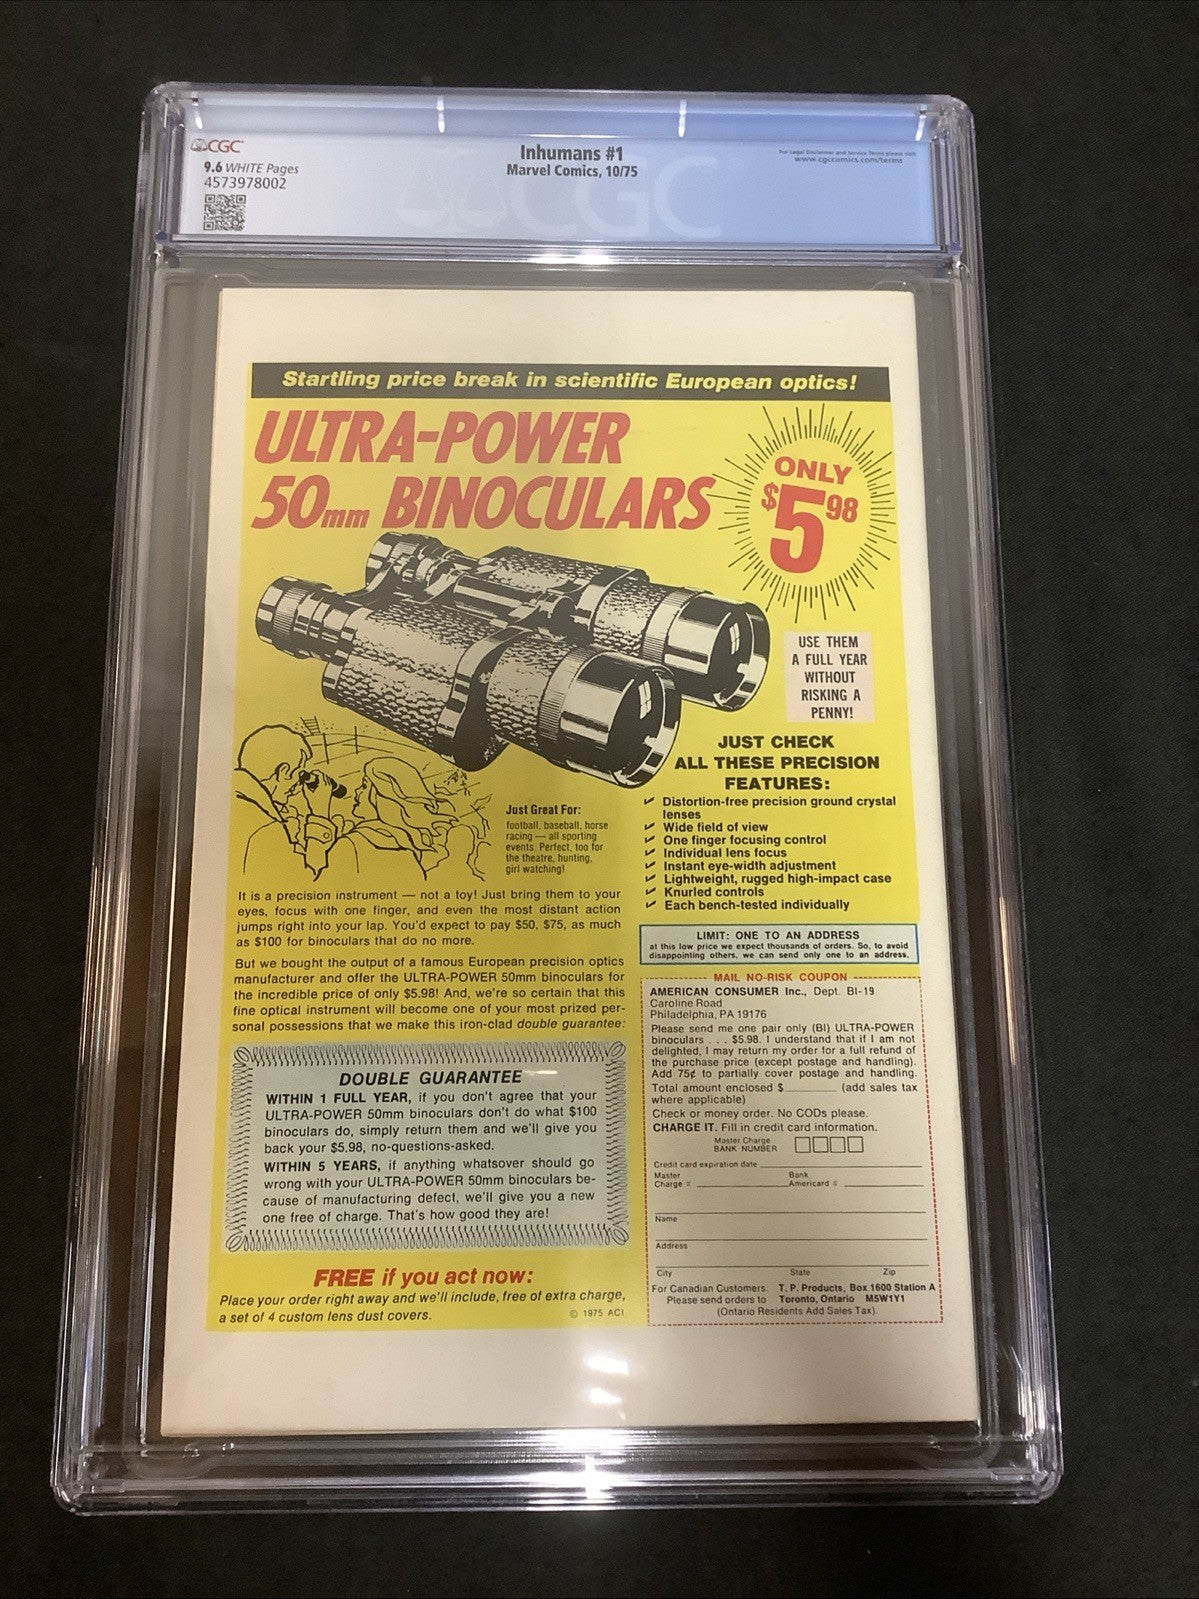 CGC
9.6 WHITE Pages
4573978002
Inhumans #1
Marvel Comics, 10/75
For Legal Disclaimer and Service Terms please visit:
www.cgccomics.com/terms
CGC
Startling price break in scientific European optics!
ULTRA-POWER
50mm BINOCULARS
ONLY
$5 98
USE THEM
A FULL YEAR
WITHOUT
RISKING A
PENNY!
JUST CHECK
ALL THESE PRECISION
FEATURES:
✓ Distortion-free precision ground crystal
lenses
✓ Wide field of view
✓ One finger focusing control
✓ Individual lens focus
✓ Instant eye-width adjustment
✓ Lightweight, rugged high-impact case
✓ Knurled controls
✓ Each bench-tested individually
Just Great For:
football, baseball, horse
racing — all sporting
events. Perfect, too for
the theatre, hunting,
girl watching!
It is a precision instrument — not a toy! Just bring them to your
eyes, focus with one finger, and even the most distant action
jumps right into your lap. You'd expect to pay $50, $75, as much
as $100 for binoculars that do no more.
But we bought the output of a famous European precision optics
manufacturer and offer the ULTRA-POWER 50mm binoculars for
the incredible price of only $5.98! And, we're so certain that this
fine optical instrument will become one of your most prized per-
sonal possessions that we make this iron-clad double guarantee:
DOUBLE GUARANTEE
WITHIN 1 FULL YEAR, if you don't agree that your
ULTRA-POWER 50mm binoculars don't do what $100
binoculars do, simply return them and we'll give you
back your $5.98, no-questions-asked.
WITHIN 5 YEARS, if anything whatsover should go
wrong with your ULTRA-POWER 50mm binoculars be-
cause of manufacturing defect, we'll give you a new
one free of charge. That's how good they are!
FREE if you act now:
Place your order right away and we'll include, free of extra charge,
a set of 4 custom lens dust covers.
© 1975 ACI
LIMIT: ONE TO AN ADDRESS
at this low price we expect thousands of orders. So, to avoid
disappointing others, we can send only one to an address.
MAIL NO-RISK COUPON
AMERICAN CONSUMER Inc., Dept. BI-19
Caroline Road
Philadelphia, PA 19176
Please send me one pair only (BI) ULTRA-POWER
binoculars . . . $5.98. I understand that if I am not
delighted, I may return my order for a full refund of
the purchase price (except postage and handling).
Add 75¢ to partially cover postage and handling.
Total amount enclosed $________ (add sales tax
where applicable)
Check or money order. No CODs please.
CHARGE IT. Fill in credit card information.
Master Charge
BANK NUMBER
Credit card expiration date
Master Bank
Charge # Americard #
Name
Address
City State Zip
For Canadian Customers: T. P. Products, Box 1600 Station A
Please send orders to Toronto, Ontario M5W1Y1
(Ontario Residents Add Sales Tax).